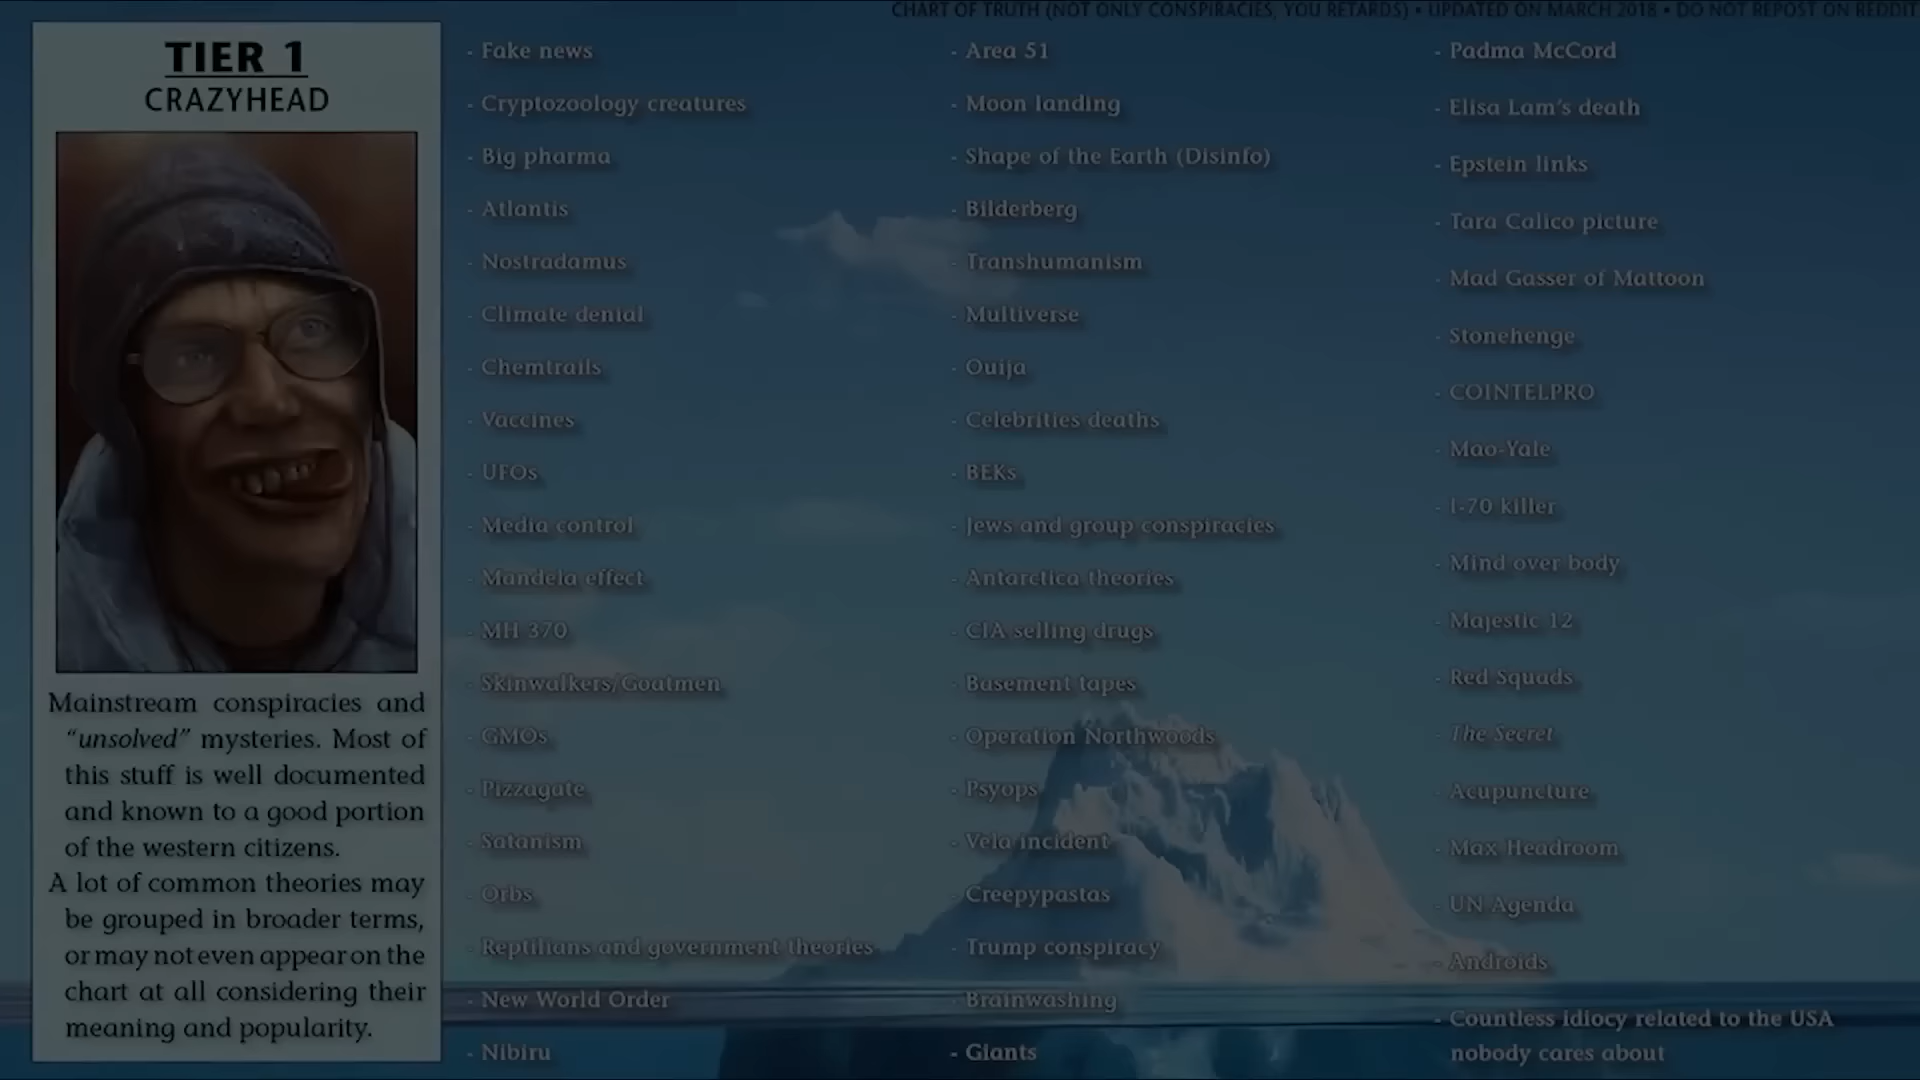 CHART OF TRUTH (NOT ONLY CONSPIRACIES, YOU RETARDS) • UPDATED ON MARCH 2018 • DO NOT REPOST ON REDDIT
TIER 1
CRAZYHEAD
Mainstream conspiracies and
“unsolved” mysteries. Most of
this stuff is well documented
and known to a good portion
of the western citizens.
A lot of common theories may
be grouped in broader terms,
or may not even appear on the
chart at all considering their
meaning and popularity.
- Fake news
- Cryptozoology creatures
- Big pharma
- Atlantis
- Nostradamus
- Climate denial
- Chemtrails
- Vaccines
- UFOs
- Media control
- Mandela effect
- MH 370
- Skinwalkers/Goatmen
- GMOs
- Pizzagate
- Satanism
- Orbs
- Reptilians and government theories
- New World Order
- Nibiru
- Area 51
- Moon landing
- Shape of the Earth (Disinfo)
- Bilderberg
- Transhumanism
- Multiverse
- Ouija
- Celebrities deaths
- BEKs
- Jews and group conspiracies
- Antarctica theories
- CIA selling drugs
- Basement tapes
- Operation Northwoods
- Psyops
- Vela incident
- Creepypastas
- Trump conspiracy
- Brainwashing
- Giants
- Padma McCord
- Elisa Lam’s death
- Epstein links
- Tara Calico picture
- Mad Gasser of Mattoon
- Stonehenge
- COINTELPRO
- Mao-Yale
- I-70 killer
- Mind over body
- Majestic 12
- Red Squads
- The Secret
- Acupuncture
- Max Headroom
- UN Agenda
- Androids
- Countless idiocy related to the USA
nobody cares about